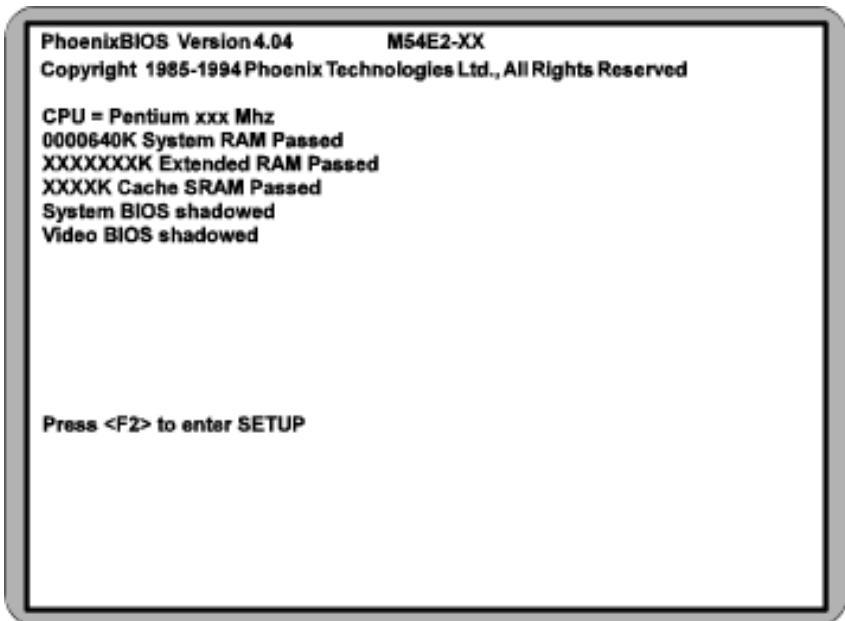 PhoenixBIOS Version 4.04 M54E2-XX
Copyright 1985-1994 Phoenix Technologies Ltd., All Rights Reserved
CPU = Pentium xxx Mhz
0000640K System RAM Passed
XXXXXXXK Extended RAM Passed
XXXXK Cache SRAM Passed
System BIOS shadowed
Video BIOS shadowed
Press <F2> to enter SETUP